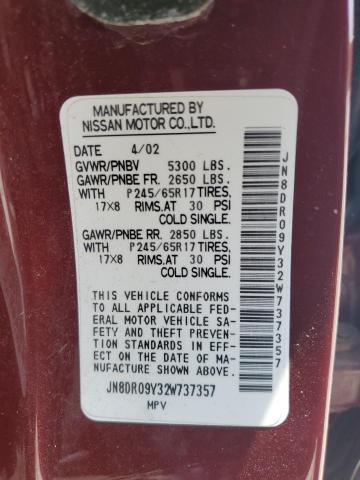 MANUFACTURED BY
NISSAN MOTOR CO.,LTD.
DATE 4/02
GVWR/PNBV 5300 LBS.
GAWR/PNBE FR. 2650 LBS.
WITH P245/65R17 TIRES,
17X8 RIMS,AT 30 PSI
COLD SINGLE.
GAWR/PNBE RR. 2850 LBS.
WITH P245/65R17 TIRES,
17X8 RIMS,AT 30 PSI
COLD SINGLE.
THIS VEHICLE CONFORMS
TO ALL APPLICABLE FED-
ERAL MOTOR VEHICLE SA-
FETY AND THEFT PREVEN-
TION STANDARDS IN EFF-
ECT ON THE DATE OF MA-
NUFACTURE SHOWN ABOVE.
JN8DR09Y32W737357
MPV
JN8DR09Y32W737357